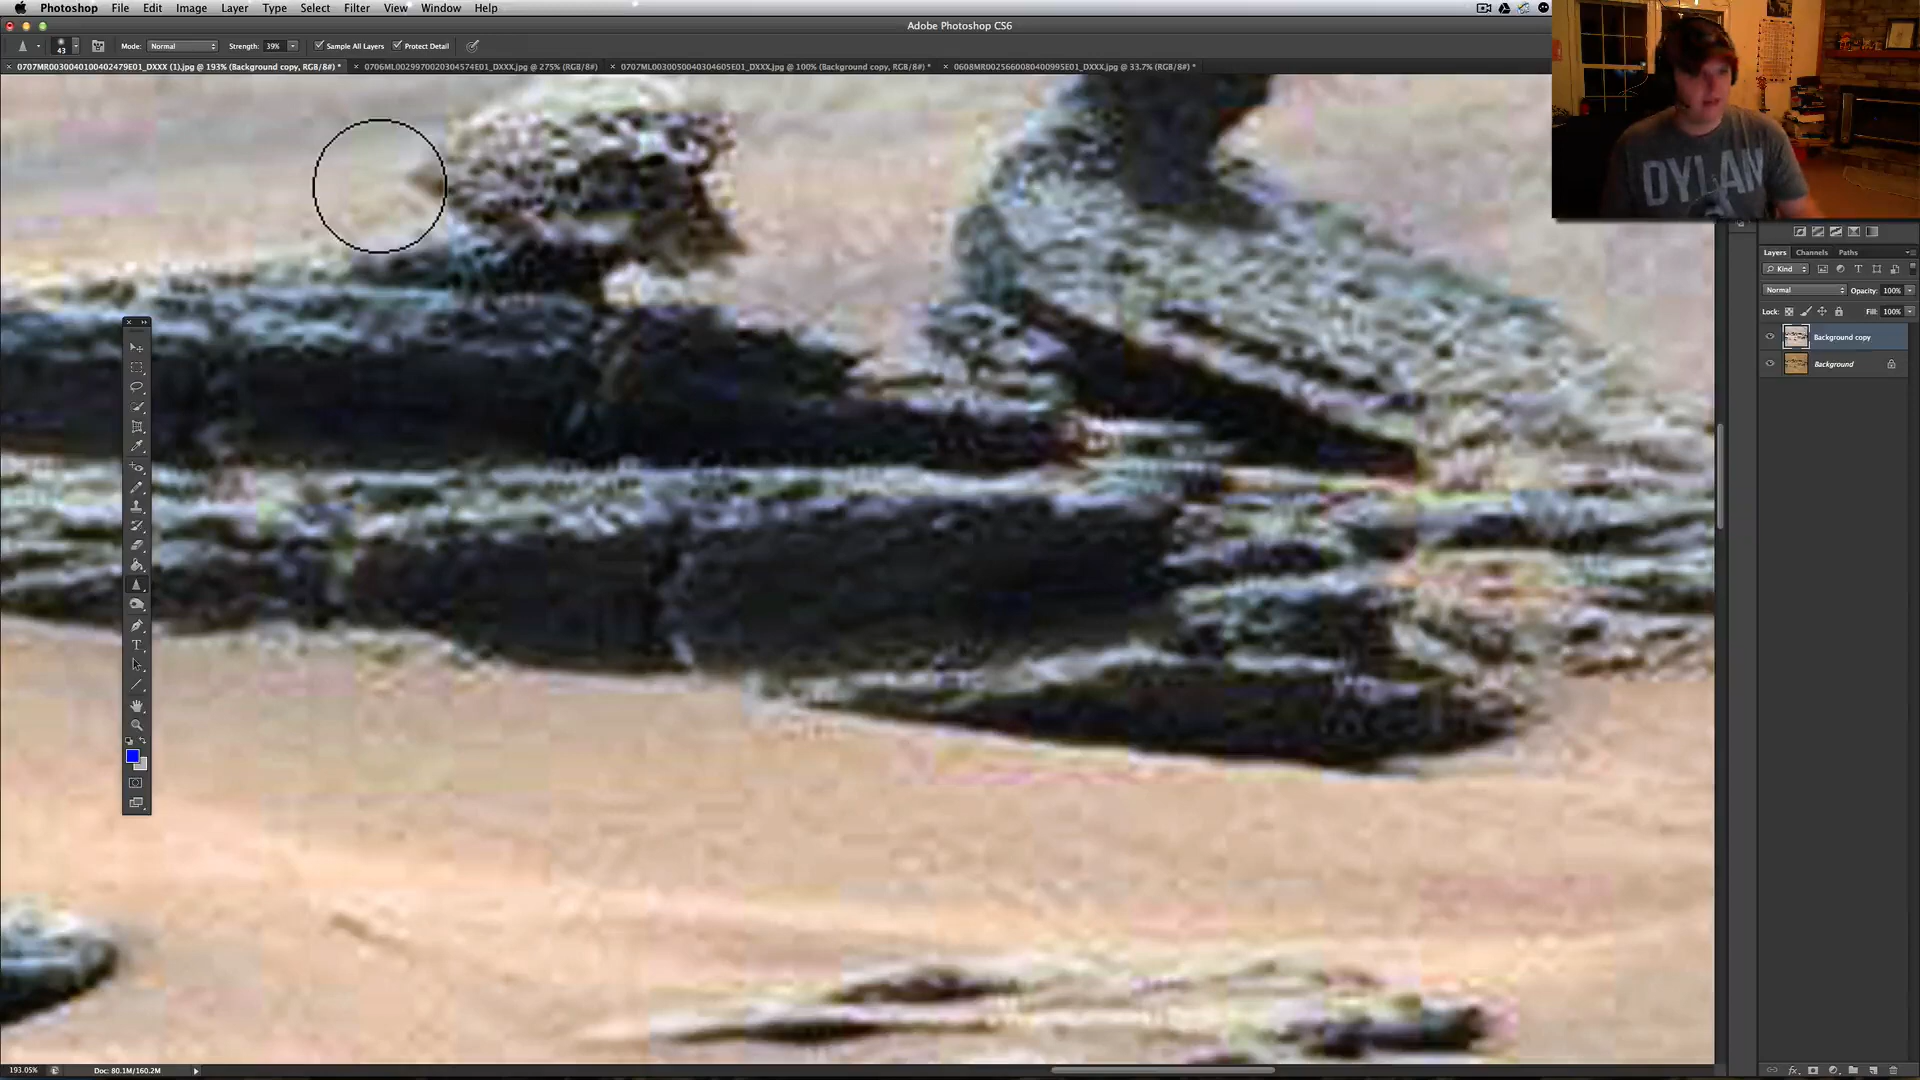 Photoshop File Edit Image Layer Type Select Filter View Window Help
Adobe Photoshop CS6
43 Mode: Normal Strength: 39% Sample All Layers Protect Detail
0707MR0030040100402479E01_DXXX (1).jpg @ 193% (Background copy, RGB/8#) * 0706ML0029970020304574E01_DXXX.jpg @ 275% (RGB/8#) 0707ML0030050040304605E01_DXXX.jpg @ 100% (Background copy, RGB/8#) * 0608MR0025660080400995E01_DXXX.jpg @ 33.7% (RGB/8#) *
DYLAN
Layers Channels Paths
Kind
Normal Opacity: 100%
Lock: Fill: 100%
Background copy
Background
193.05% Doc: 80.1M/160.2M